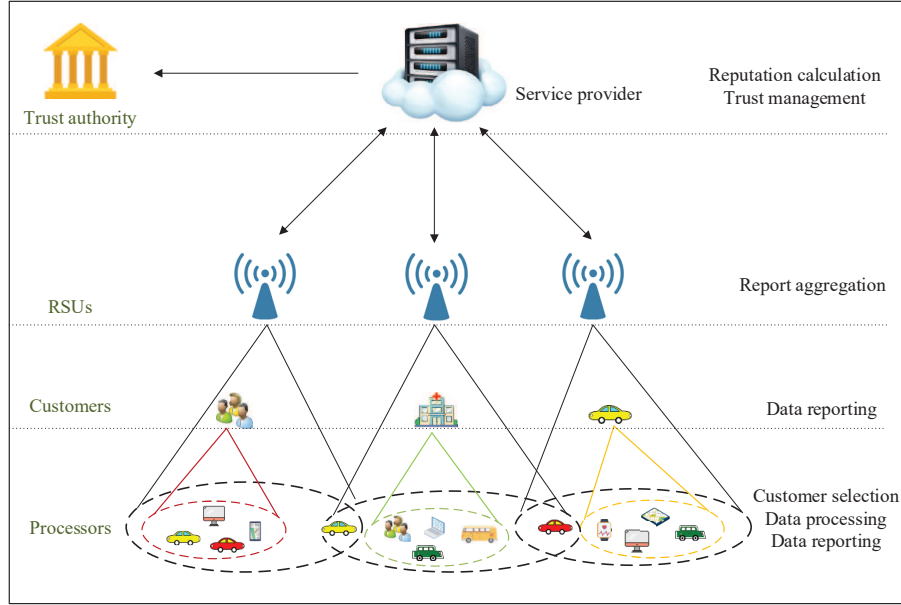 Trust authority
Service provider
Reputation calculation
Trust management
RSUs
Report aggregation
Customers
Data reporting
Processors
Customer selection
Data processing
Data reporting